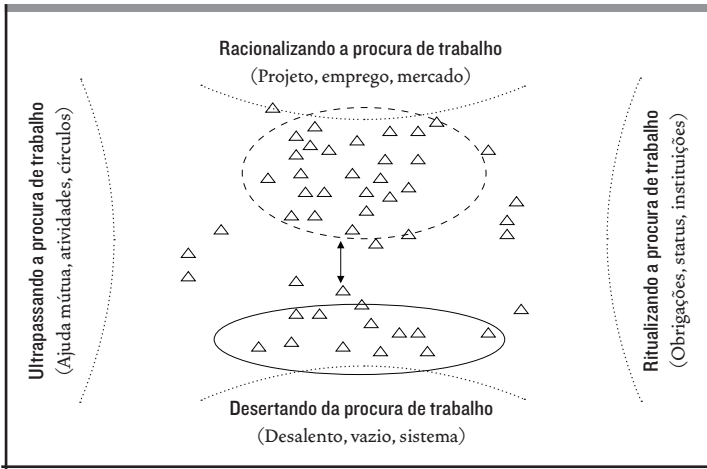 Racionalizando a procura de trabalho
(Projeto, emprego, mercado)
Ultrapassando a procura de trabalho
(Ajuda mútua, atividades, círculos)
Ritualizando a procura de trabalho
(Obrigações, status, instituições)
Desertando da procura de trabalho
(Desalento, vazio, sistema)